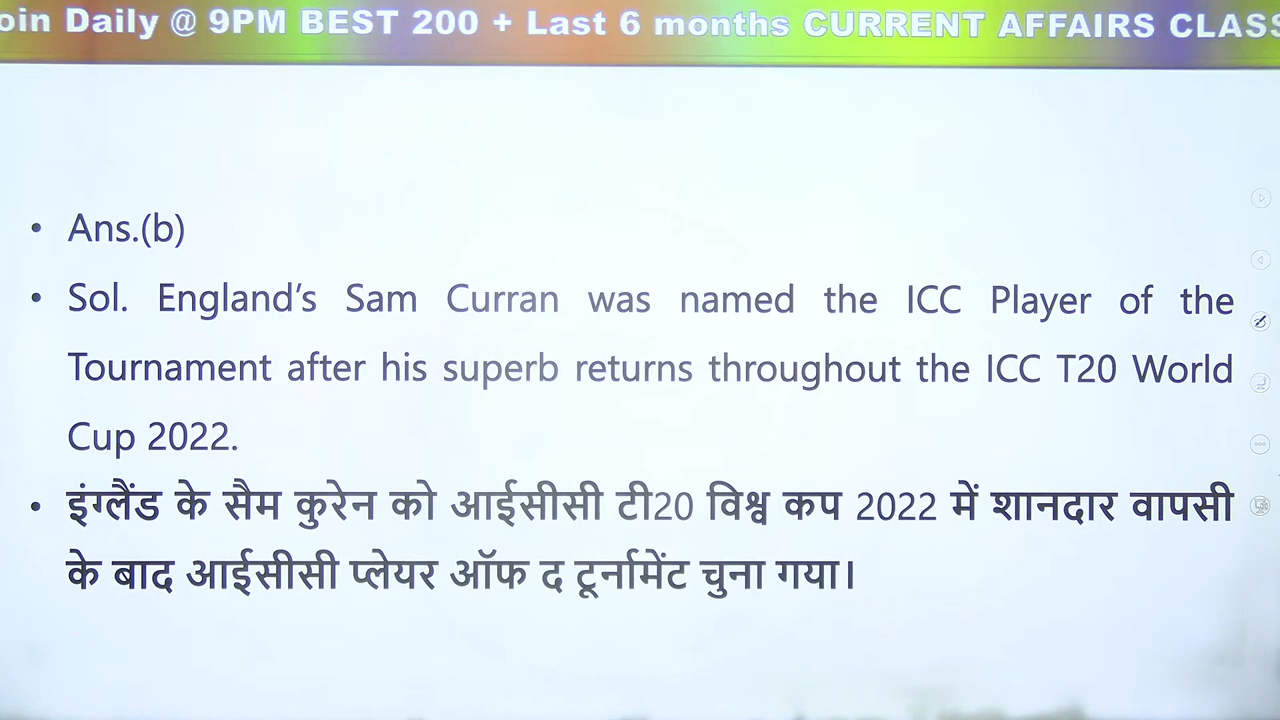 oin Daily @ 9PM BEST 200 + Last 6 months CURRENT AFFAIRS CLASS
• Ans.(b)
• Sol. England’s Sam Curran was named the ICC Player of the
Tournament after his superb returns throughout the ICC T20 World
Cup 2022.
• इंग्लैंड के सैम कुरेन को आईसीसी टी20 विश्व कप 2022 में शानदार वापसी
के बाद आईसीसी प्लेयर ऑफ द टूर्नामेंट चुना गया।